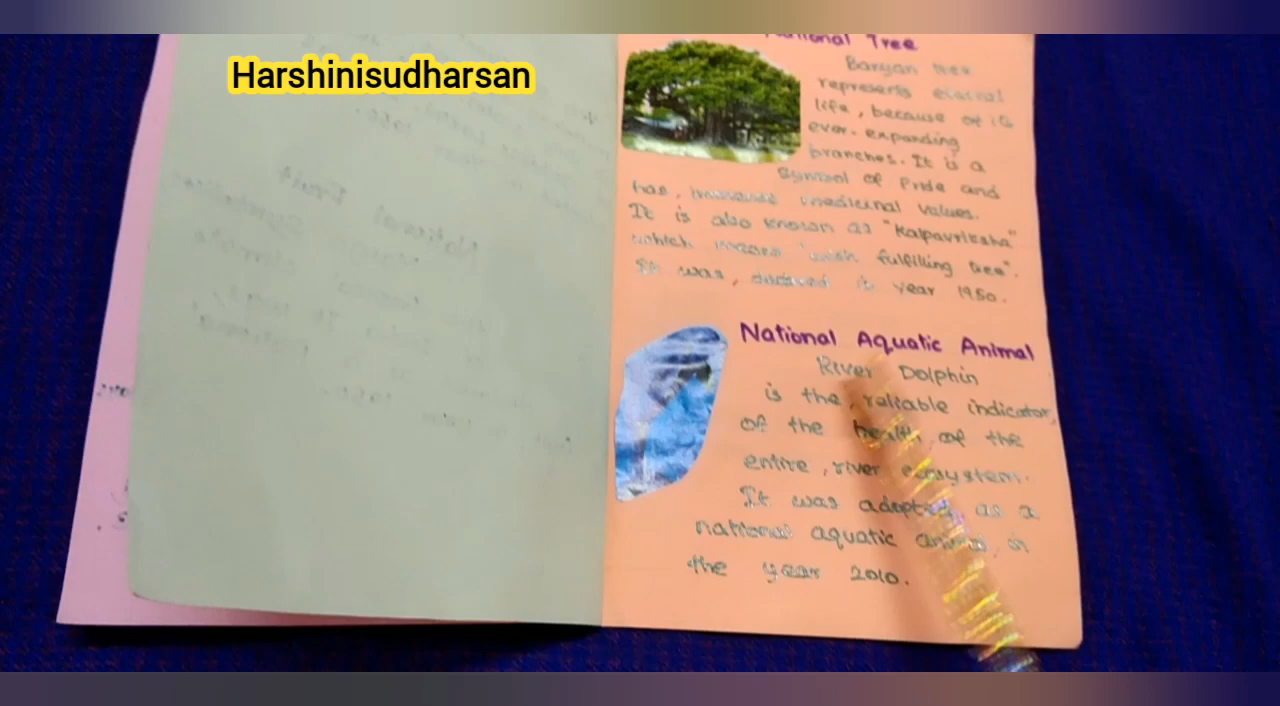 Harshinisudharsan
National Tree
Banyan tree
represents eternal
life, because of its
ever-expanding
branches. It is a
Symbol of Pride and
has, medicinal values.
It is also known as "Kalpavriksha"
which means "wish fulfilling tree".
It was, in year 1950.
National Aquatic Animal
River Dolphin
is the, reliable indicator
of the health of the
entire, river ecosystem.
It was adopted as a
national aquatic animal, in
the year 2010.